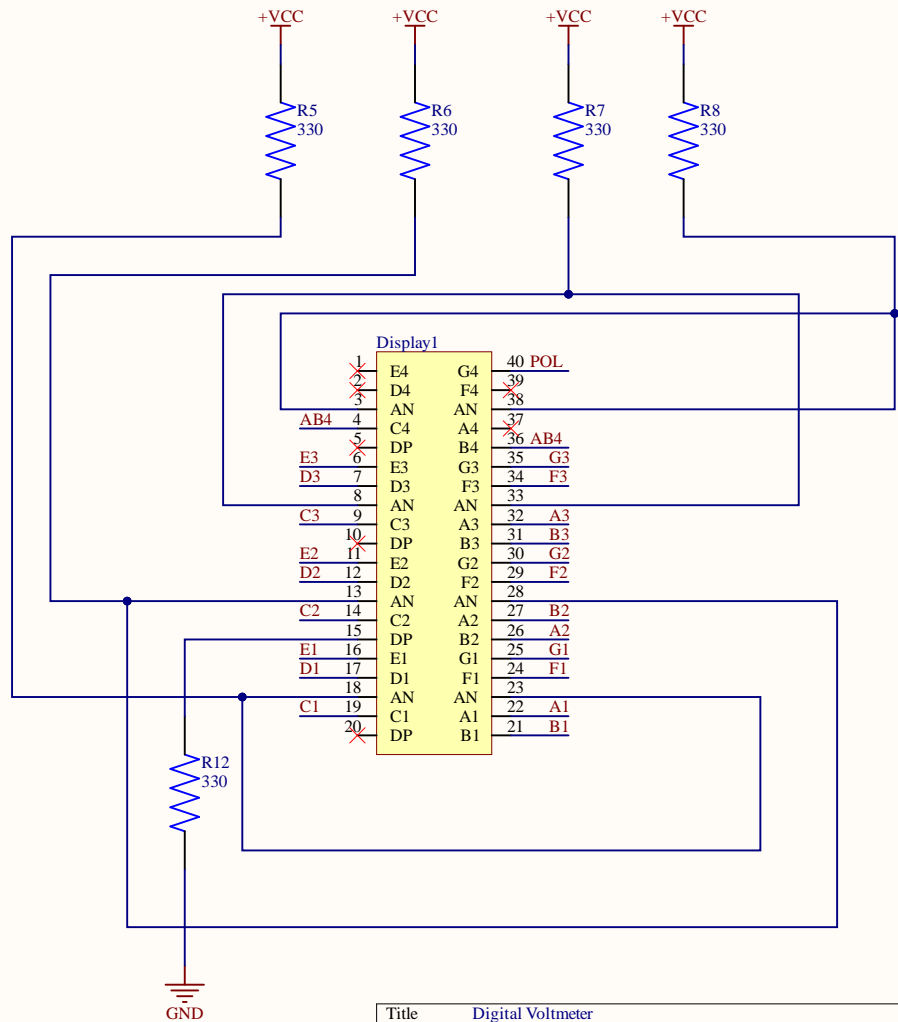 +VCC +VCC +VCC +VCC
R5 R6 R7 R8
330 330 330 330
Display1
1 E4 G4 40 POL
2 D4 F4 39
3 AN AN 38
AB4 4 C4 A4 37
5 DP B4 36 AB4
E3 6 E3 G3 35 G3
D3 7 D3 F3 34 F3
8 AN AN 33
C3 9 C3 A3 32 A3
10 DP B3 31 B3
E2 11 E2 G2 30 G2
D2 12 D2 F2 29 F2
13 AN AN 28
C2 14 C2 A2 27 B2
15 DP B2 26 A2
E1 16 E1 G1 25 G1
D1 17 D1 F1 24 F1
18 AN AN 23
C1 19 C1 A1 22 A1
20 DP B1 21 B1
R12
330
GND
Title Digital Voltmeter